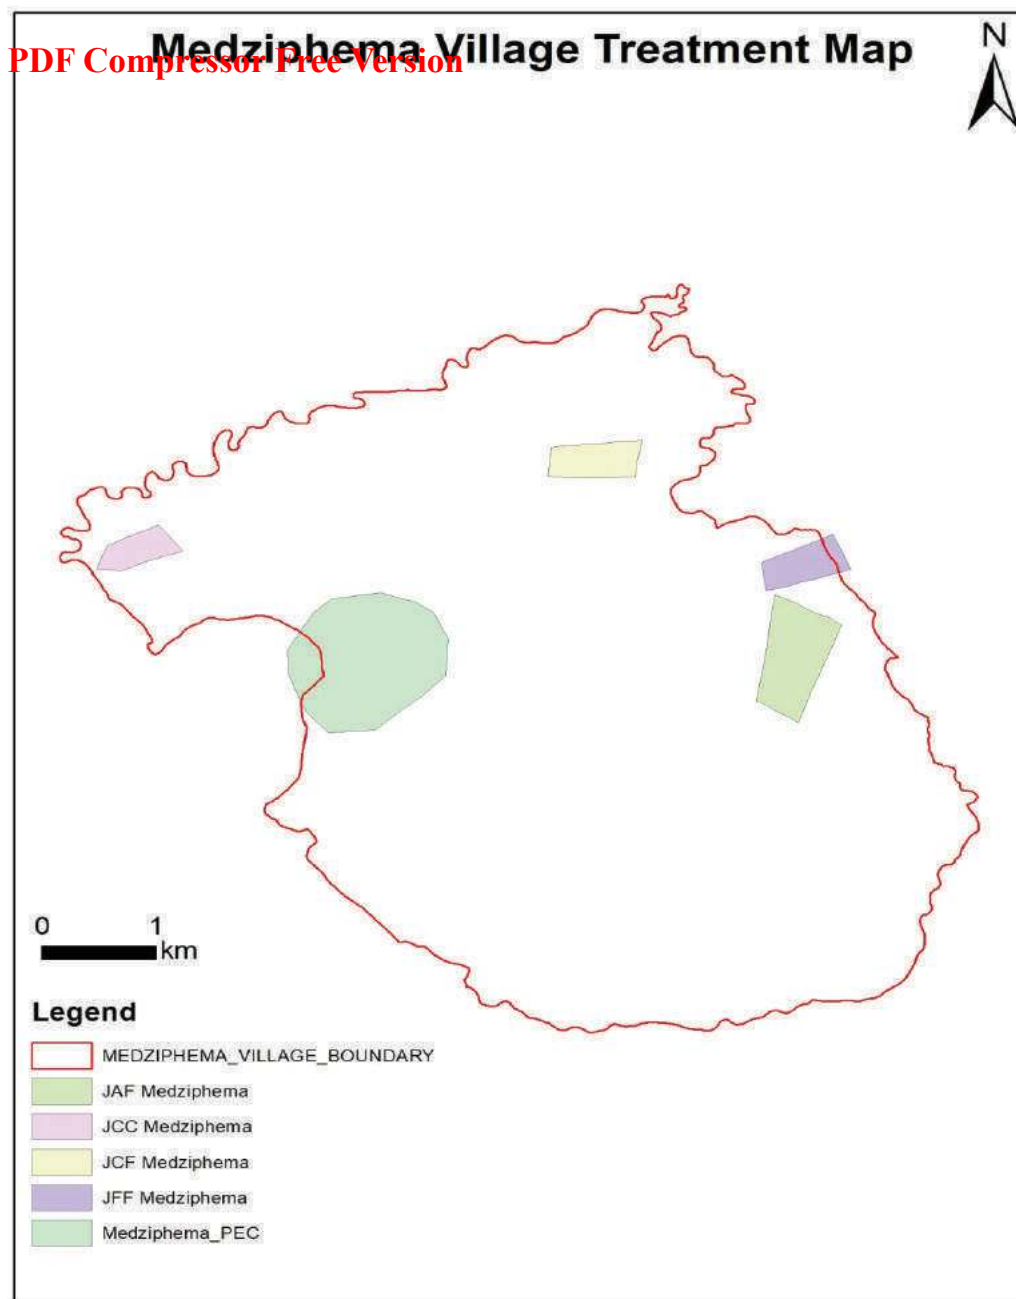 Medziphema Village Treatment Map
PDF Compressor Free Version
N
0 1
km
Legend
MEDZIPHEMA_VILLAGE_BOUNDARY
JAF Medziphema
JCC Medziphema
JCF Medziphema
JFF Medziphema
Medziphema_PEC